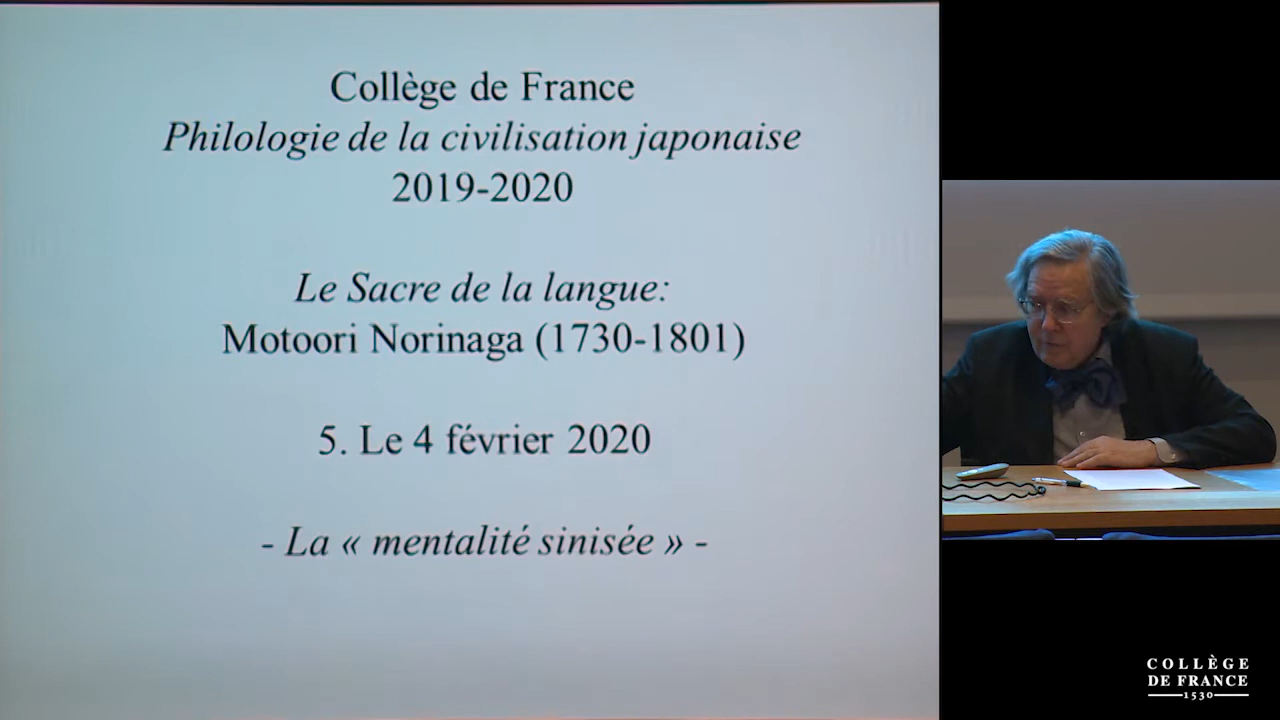 Collège de France
Philologie de la civilisation japonaise
2019-2020
Le Sacre de la langue:
Motoori Norinaga (1730-1801)
5. Le 4 février 2020
- La « mentalité sinisée » -
COLLÈGE
DE FRANCE
1530